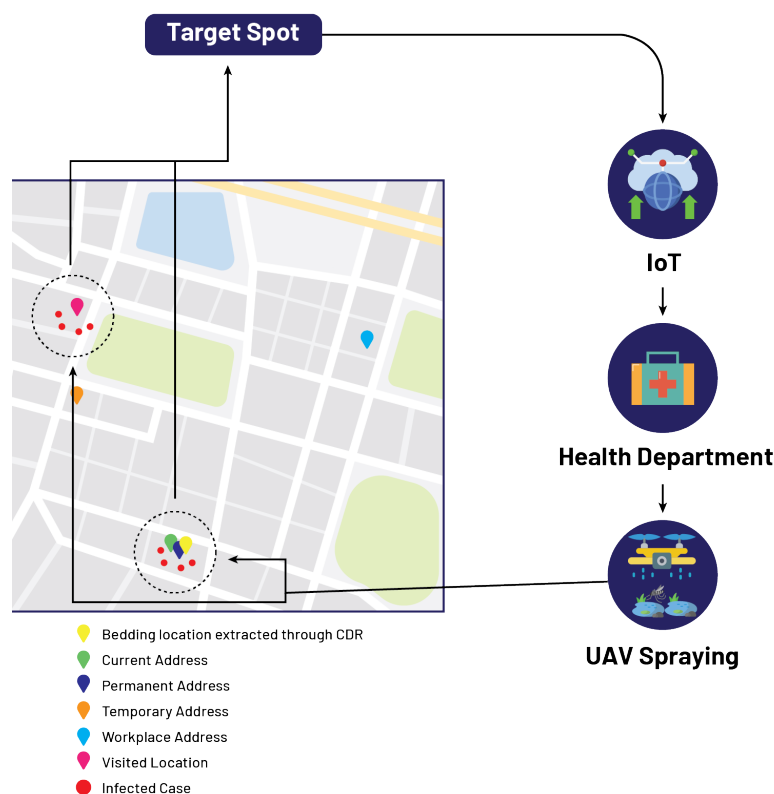 Target Spot
IoT
Health Department
UAV Spraying
Bedding location extracted through CDR
Current Address
Permanent Address
Temporary Address
Workplace Address
Visited Location
Infected Case